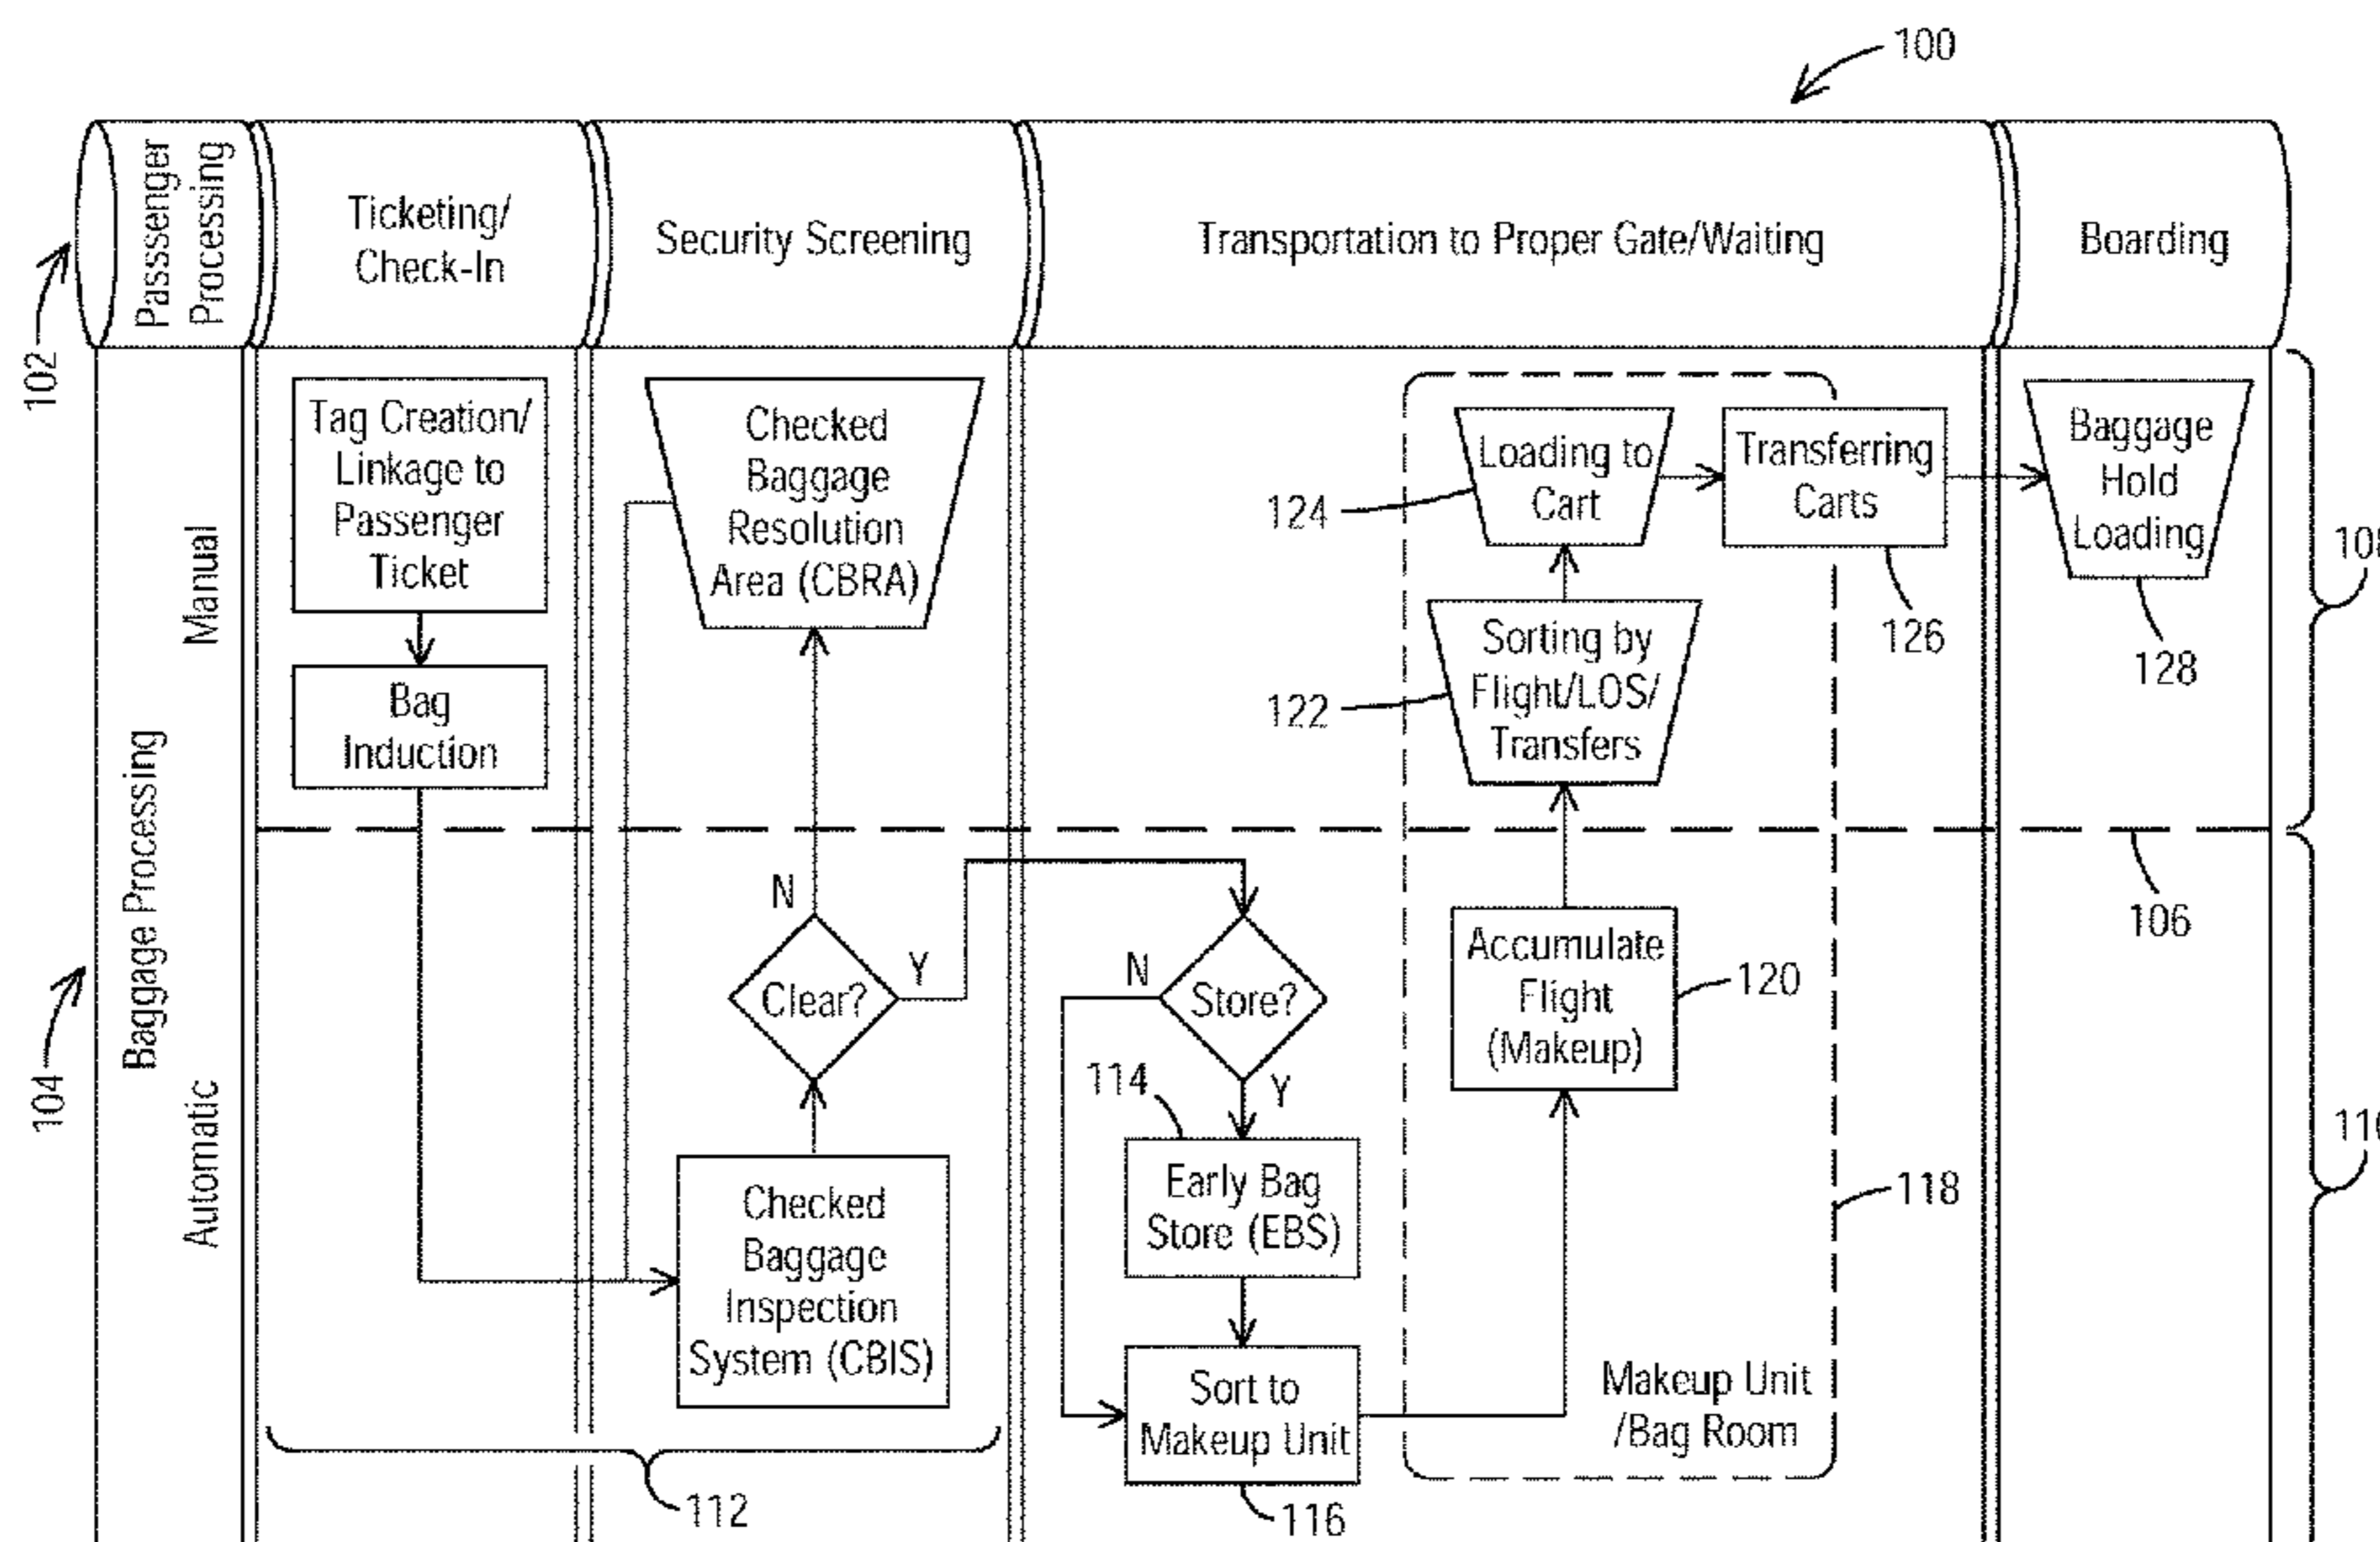 100
Passsenger
Processing
Ticketing/
Check-In
Security Screening
Transportation to Proper Gate/Waiting
Boarding
102
Tag Creation/
Linkage to
Passenger
Ticket
Bag
Induction
Checked
Baggage
Resolution
Area (CBRA)
Loading to
Cart
124
Transferring
Carts
126
Baggage
Hold
Loading
128
Sorting by
Flight/LOS/
Transfers
122
Manual
Baggage Processing
Automatic
104
106
N
Clear?
Y
N
Store?
Y
114
Accumulate
Flight
(Makeup)
120
Early Bag
Store (EBS)
118
Checked
Baggage
Inspection
System (CBIS)
Sort to
Makeup Unit
Makeup Unit
/Bag Room
112
116